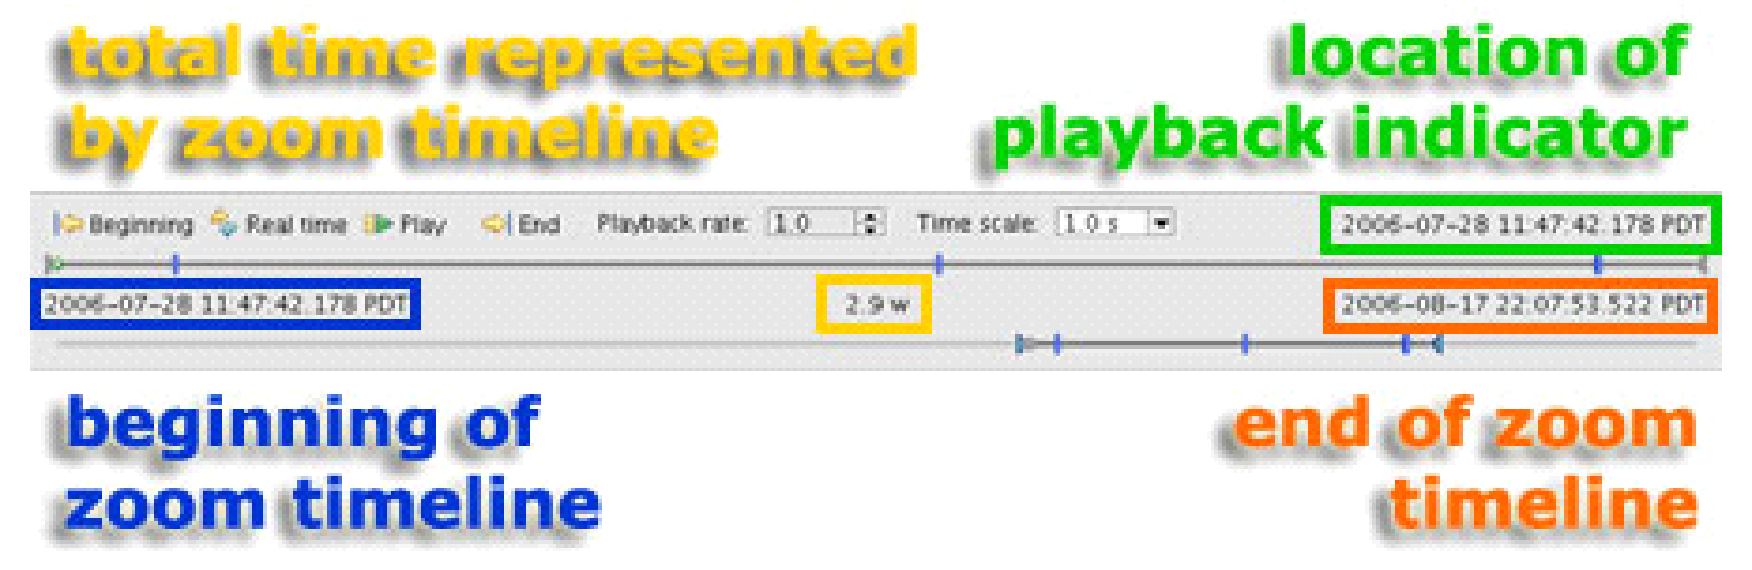 total time represented
by zoom timeline
location of
playback indicator
Beginning Real time Play End Playback rate: 1.0 Time scale: 1.0 s 2006-07-28 11:47:42.178 PDT
2006-07-28 11:47:42.178 PDT 2.9 w 2006-08-17 22:07:53.522 PDT
beginning of
zoom timeline
end of zoom
timeline